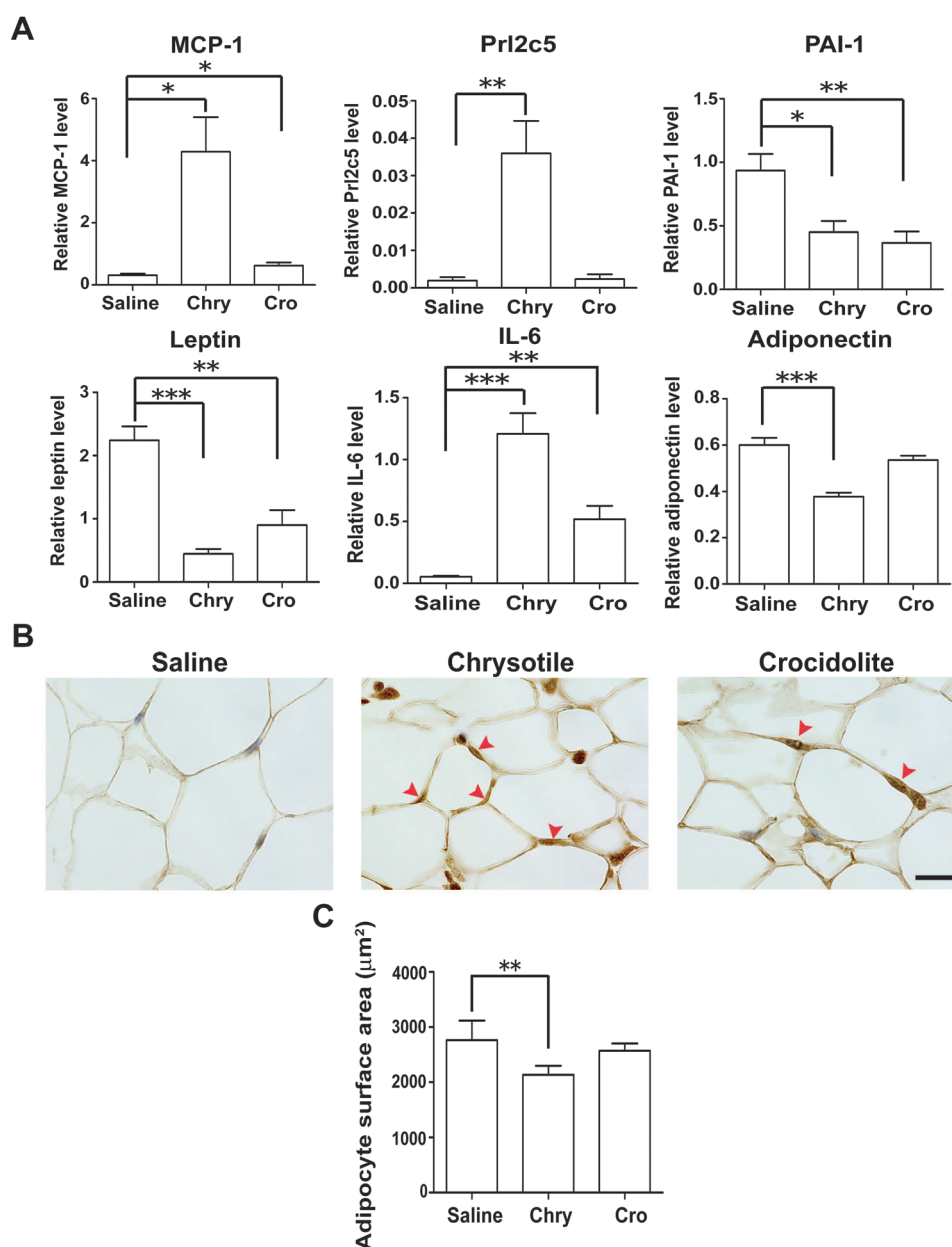 A
MCP-1
Relative MCP-1 level
6
4
2
0
*
*
Saline Chry Cro
Prl2c5
Relative Prl2c5 level
0.05
0.04
0.03
0.02
0.01
0.00
**
Saline Chry Cro
PAI-1
Relative PAI-1 level
1.5
1.0
0.5
0.0
**
*
Saline Chry Cro
Leptin
Relative leptin level
3
2
1
0
**
***
Saline Chry Cro
IL-6
Relative IL-6 level
1.5
1.0
0.5
0.0
**
***
Saline Chry Cro
Adiponectin
Relative adiponectin level
0.8
0.6
0.4
0.2
0.0
***
Saline Chry Cro
B
Saline Chrysotile Crocidolite
C
Adipocyte surface area (µm²)
4000
3000
2000
1000
0
**
Saline Chry Cro